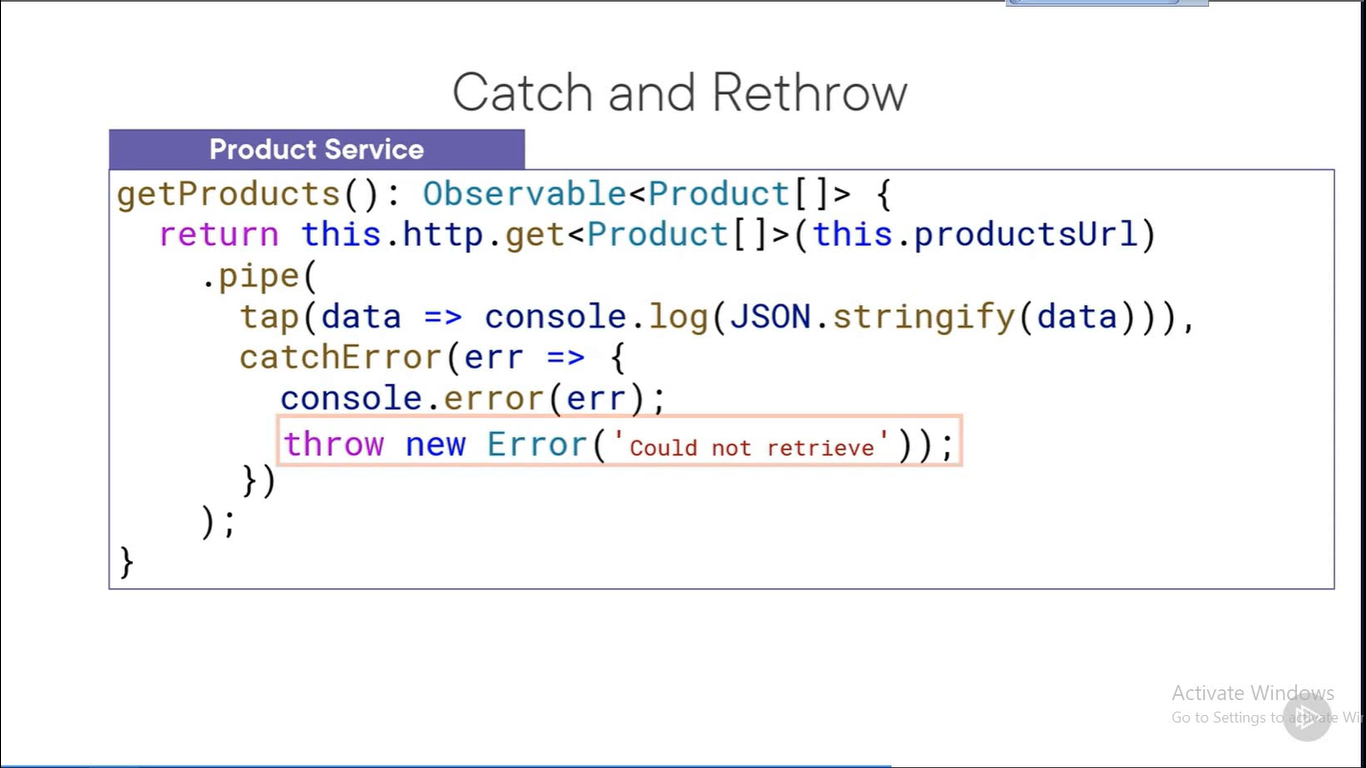 Catch and Rethrow
Product Service
getProducts(): Observable<Product[]> {
  return this.http.get<Product[]>(this.productsUrl)
    .pipe(
      tap(data => console.log(JSON.stringify(data))),
      catchError(err => {
        console.error(err);
        throw new Error('Could not retrieve'));
      })
    );
}
Activate Windows
Go to Settings to activate Wi